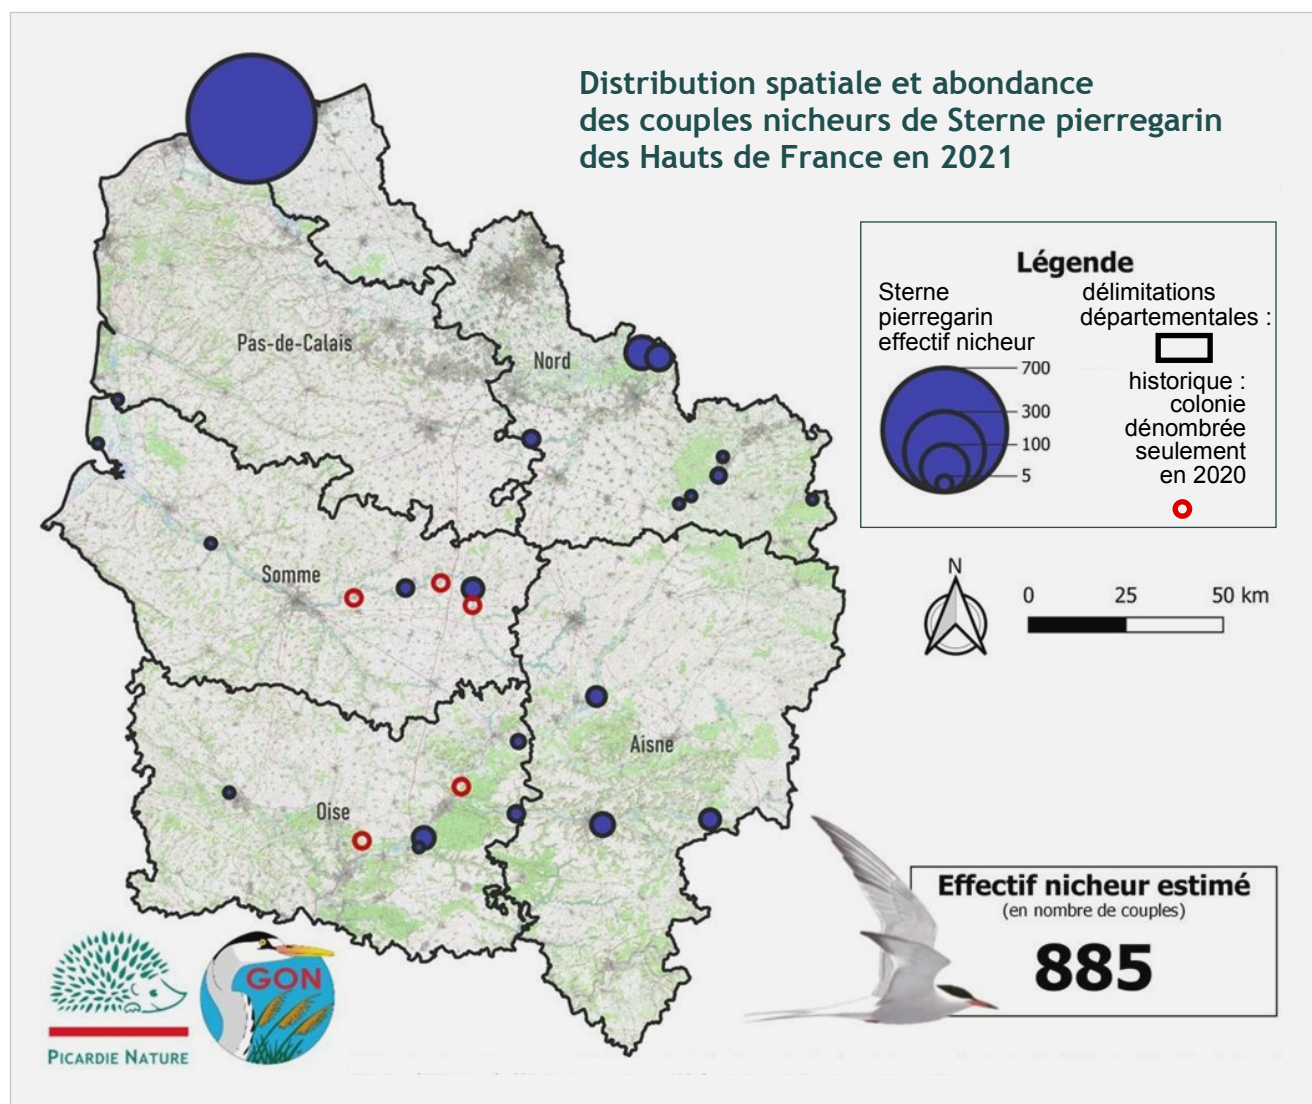 Distribution spatiale et abondance
des couples nicheurs de Sterne pierregarin
des Hauts de France en 2021
Légende
Sterne
pierregarin
effectif nicheur
700
300
100
5
délimitations
départementales :
historique :
colonie
dénombrée
seulement
en 2020
Pas-de-Calais
Nord
Somme
Aisne
Oise
N
0 25 50 km
Effectif nicheur estimé
(en nombre de couples)
885
PICARDIE NATURE
GON